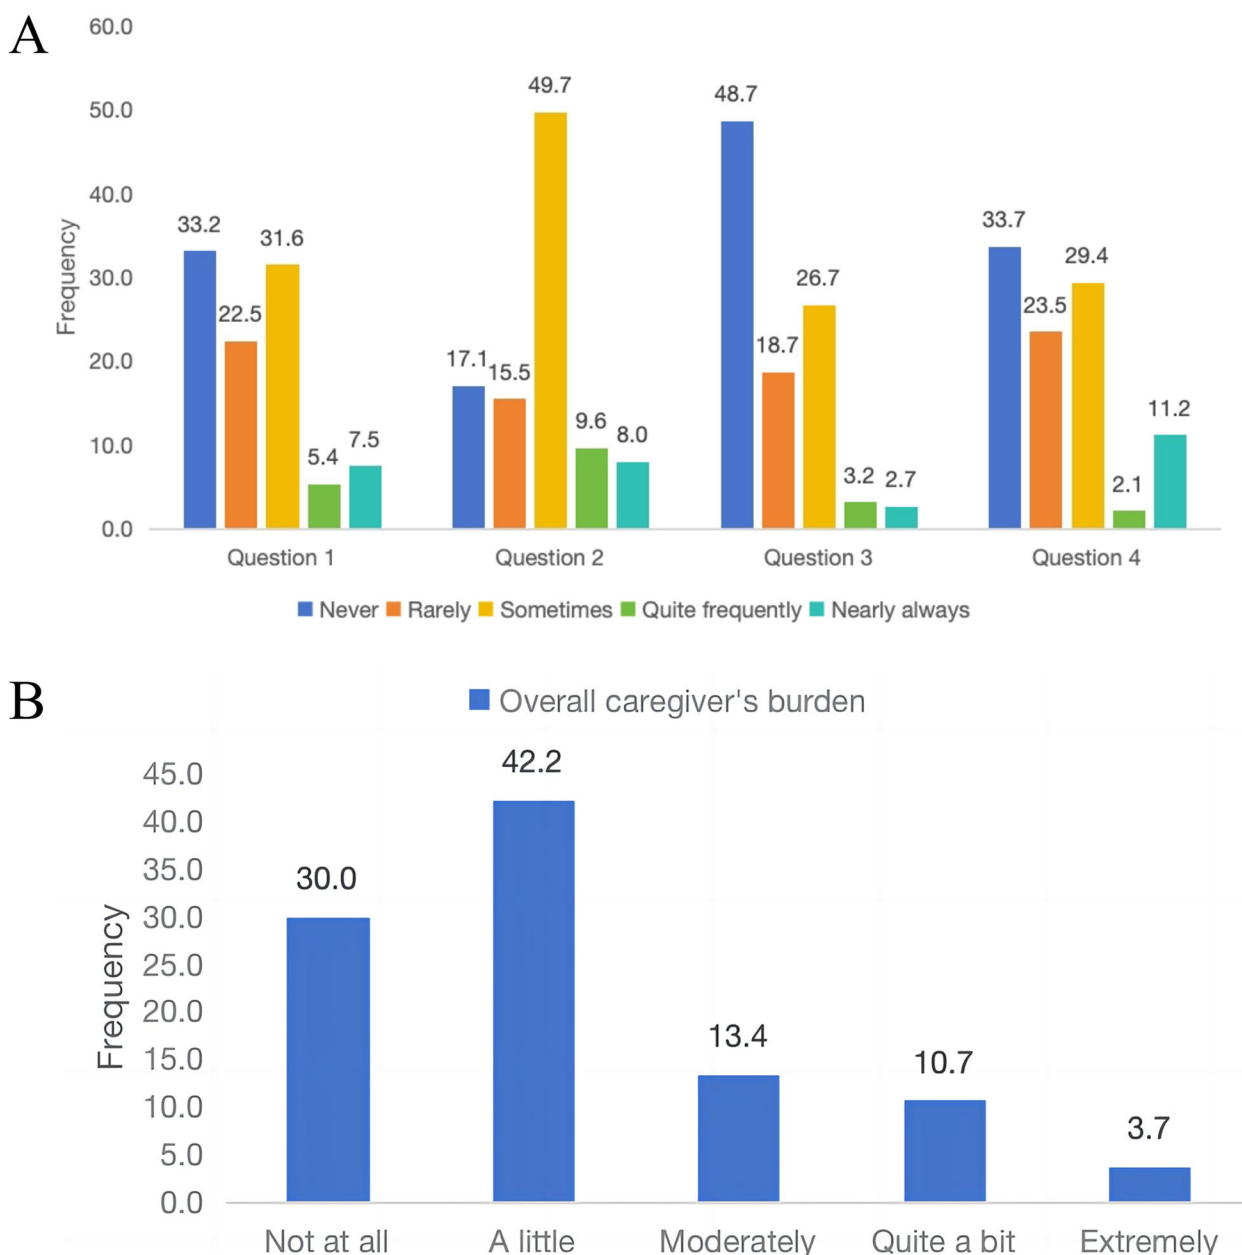 A
60.0
50.0
40.0
30.0
20.0
10.0
0.0
Frequency
33.2
22.5
31.6
5.4
7.5
17.1
15.5
49.7
9.6
8.0
48.7
18.7
26.7
3.2
2.7
33.7
23.5
29.4
2.1
11.2
Question 1
Question 2
Question 3
Question 4
Never
Rarely
Sometimes
Quite frequently
Nearly always
B
Overall caregiver's burden
45.0
40.0
35.0
30.0
25.0
20.0
15.0
10.0
5.0
0.0
Frequency
30.0
42.2
13.4
10.7
3.7
Not at all
A little
Moderately
Quite a bit
Extremely